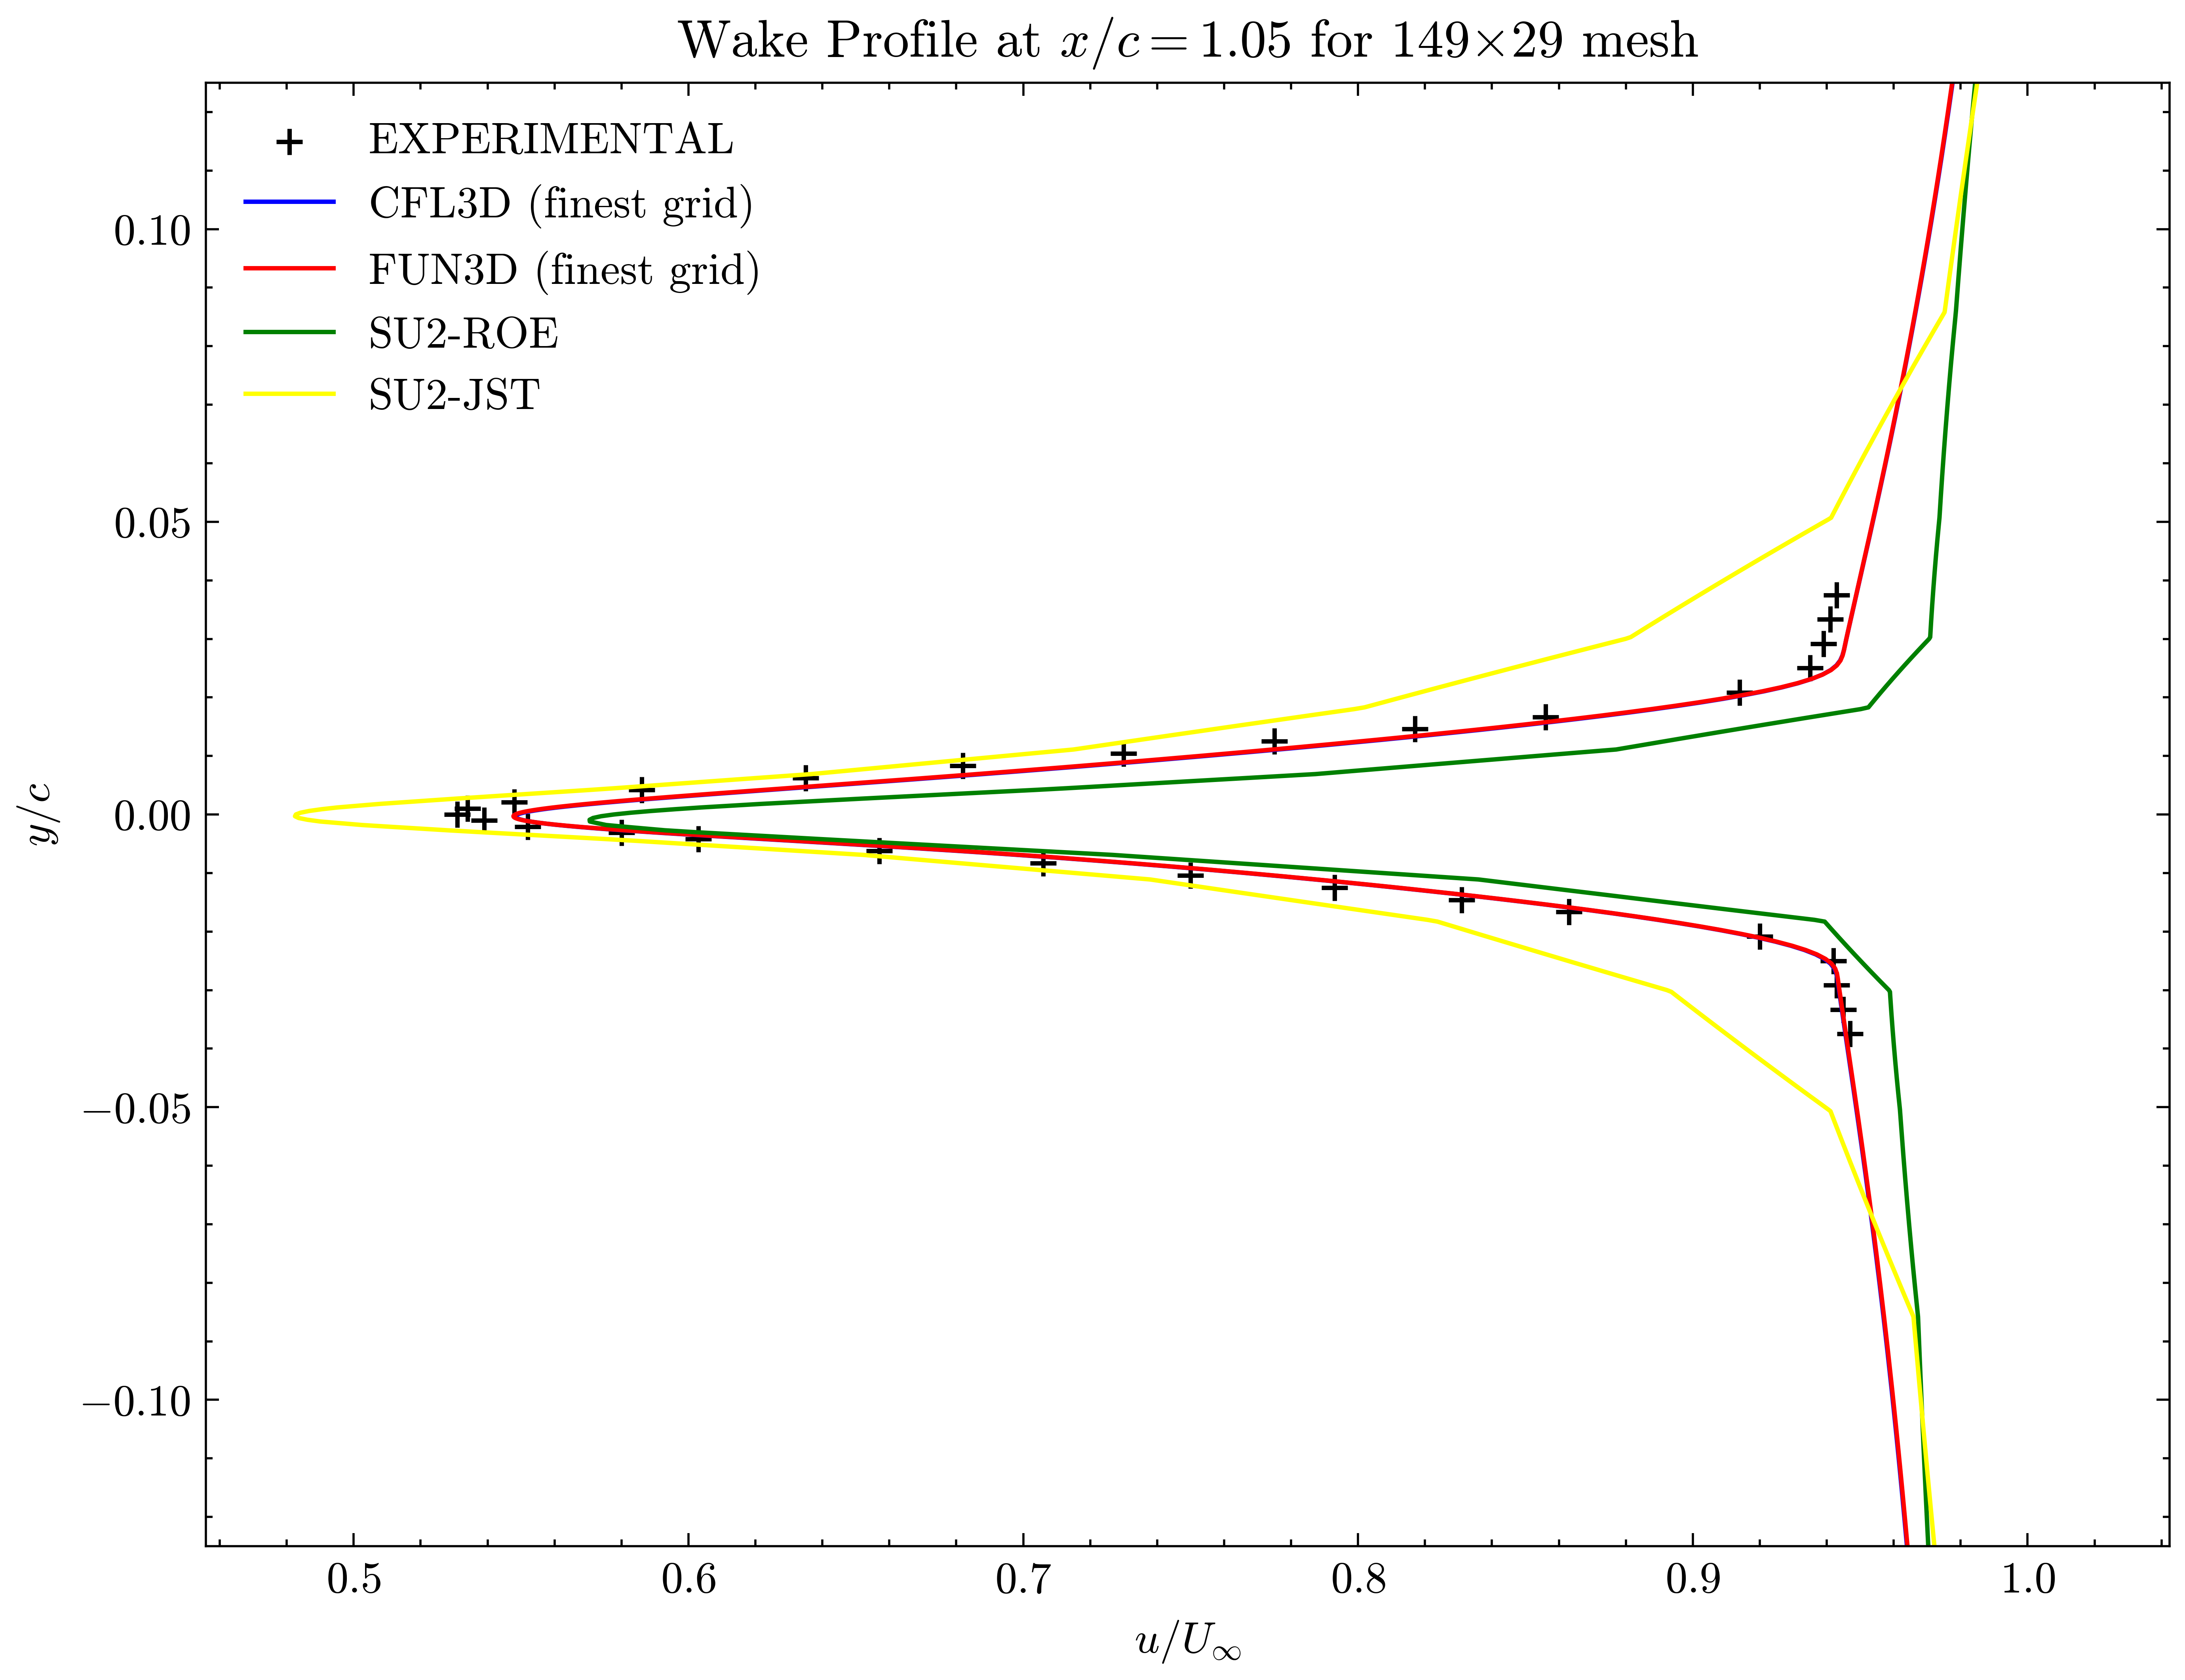 Wake Profile at x/c = 1.05 for 149×29 mesh
EXPERIMENTAL
CFL3D (finest grid)
FUN3D (finest grid)
SU2-ROE
SU2-JST
0.10
0.05
0.00
−0.05
−0.10
y/c
0.5 0.6 0.7 0.8 0.9 1.0
u/U∞